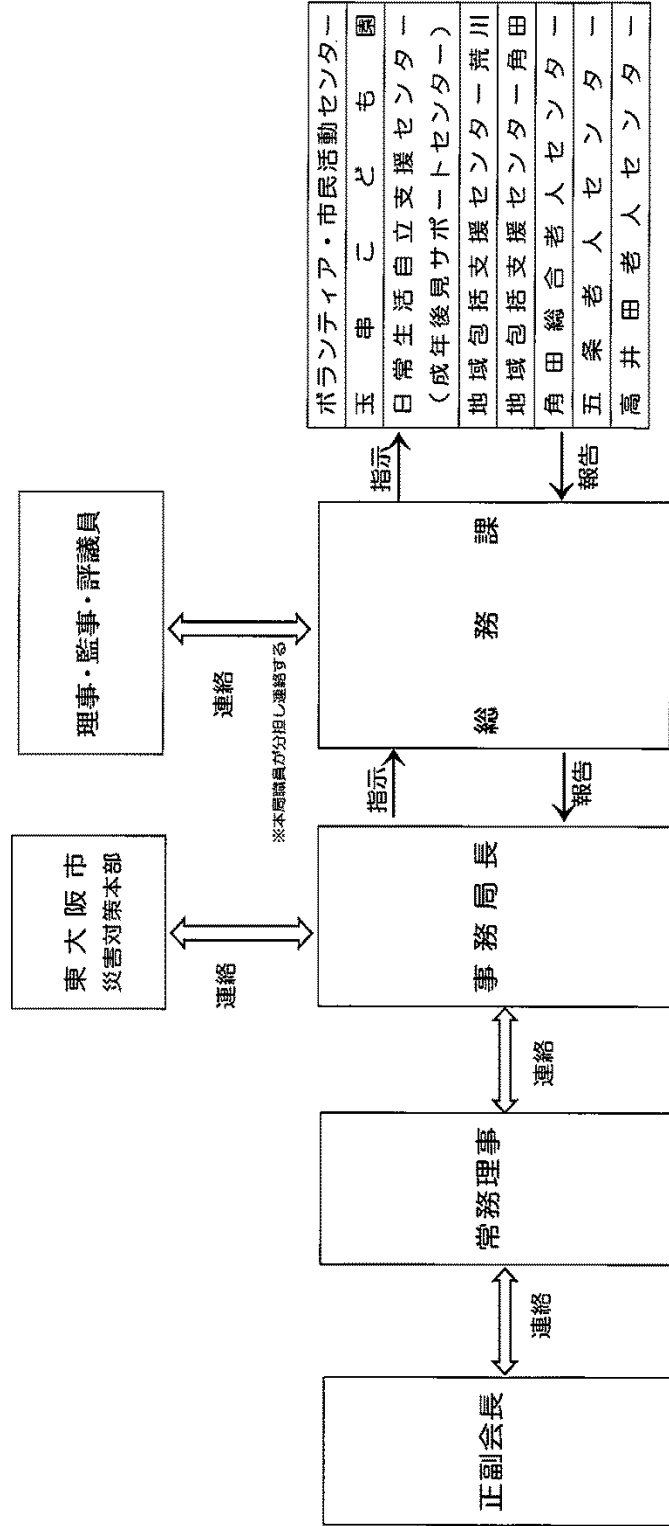 東大阪市
災害対策本部
理事・監事・評議員
連絡
連絡
※本局職員が分担し連絡する
正副会長
連絡
常務理事
連絡
事務局長
指示
報告
総務課
指示
報告
ボランティア・市民活動センター
玉串こども園
日常生活自立支援センター
（成年後見サポートセンター）
地域包括支援センター荒川
地域包括支援センター角田
角田総合老人センター
五条老人センター
高井田老人センター